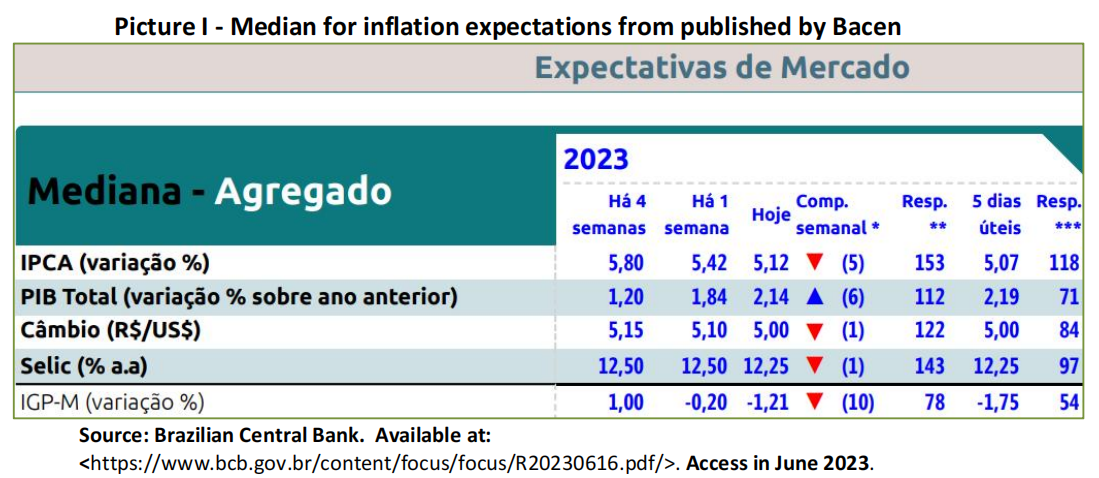 Picture I - Median for inflation expectations from published by Bacen
Expectativas de Mercado
Mediana - Agregado
2023
Há 4 semanas Há 1 semana Hoje Comp. semanal * Resp. ** 5 dias úteis Resp. ***
IPCA (variação %) 5,80 5,42 5,12 ▼ (5) 153 5,07 118
PIB Total (variação % sobre ano anterior) 1,20 1,84 2,14 ▲ (6) 112 2,19 71
Câmbio (R$/US$) 5,15 5,10 5,00 ▼ (1) 122 5,00 84
Selic (% a.a) 12,50 12,50 12,25 ▼ (1) 143 12,25 97
IGP-M (variação %) 1,00 -0,20 -1,21 ▼ (10) 78 -1,75 54
Source: Brazilian Central Bank. Available at:
<https://www.bcb.gov.br/content/focus/focus/R20230616.pdf/>. Access in June 2023.